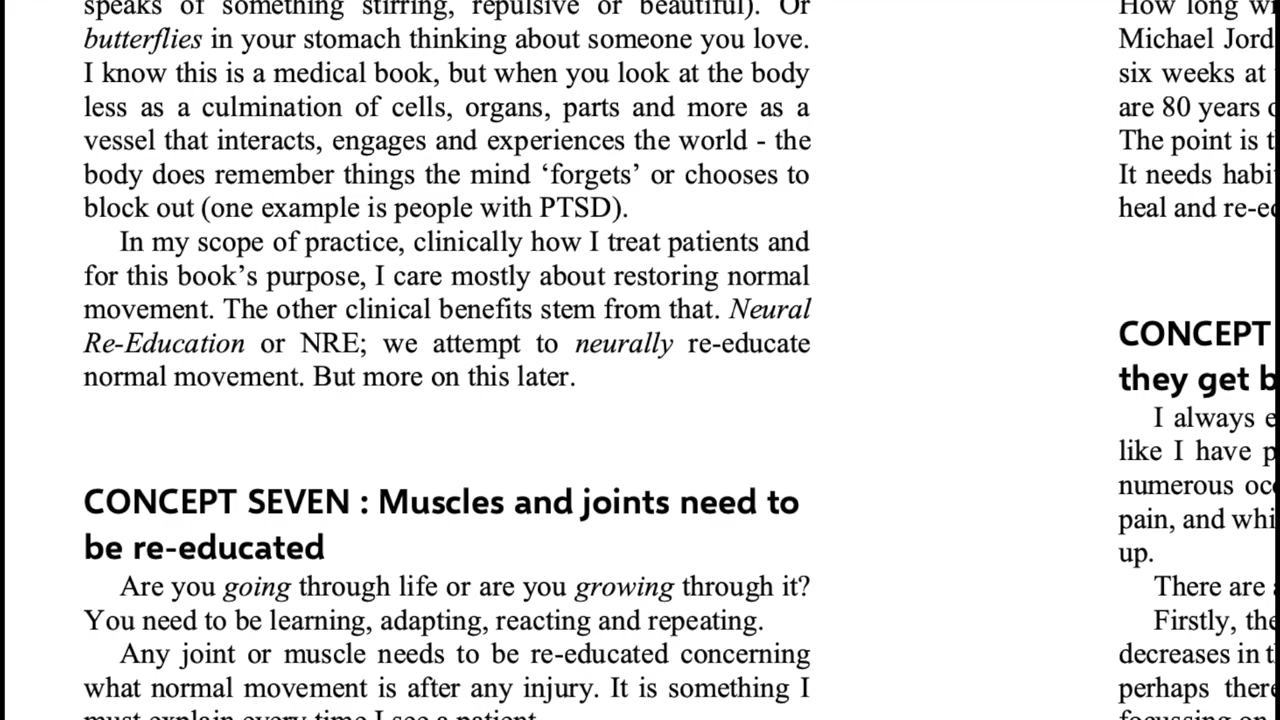 speaks of something stirring, repulsive or beautiful). Or
butterflies in your stomach thinking about someone you love.
I know this is a medical book, but when you look at the body
less as a culmination of cells, organs, parts and more as a
vessel that interacts, engages and experiences the world - the
body does remember things the mind ‘forgets’ or chooses to
block out (one example is people with PTSD).
In my scope of practice, clinically how I treat patients and
for this book’s purpose, I care mostly about restoring normal
movement. The other clinical benefits stem from that. Neural
Re-Education or NRE; we attempt to neurally re-educate
normal movement. But more on this later.
CONCEPT SEVEN : Muscles and joints need to
be re-educated
Are you going through life or are you growing through it?
You need to be learning, adapting, reacting and repeating.
Any joint or muscle needs to be re-educated concerning
what normal movement is after any injury. It is something I
must explain every time I see a patient.
How long
Michael
six weeks at
are 80 years
The point is
It needs
heal and
CONCEPT
they get
I always
like I have
numerous
pain, and
up.
There are
Firstly,
decreases in
perhaps
focussing on